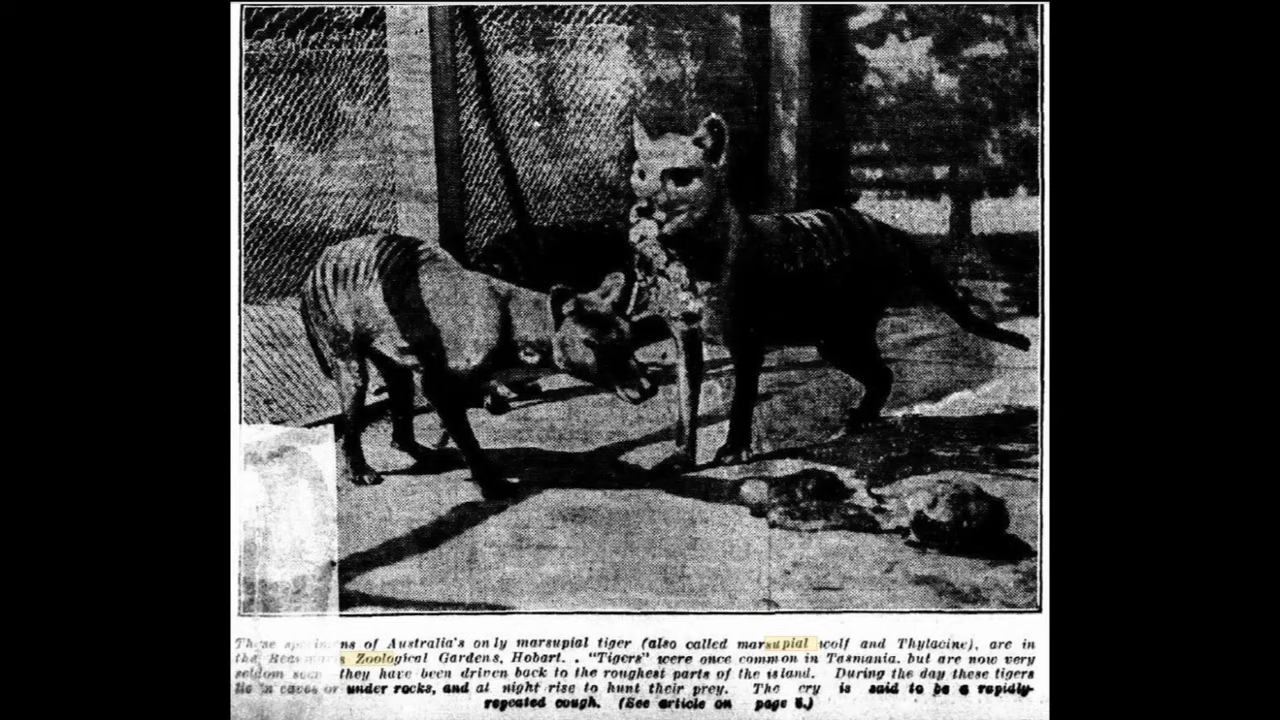 These specimens of Australia's only marsupial tiger (also called marsupial wolf and Thylacine), are in
the Beaumaris Zoological Gardens, Hobart. . "Tigers" were once common in Tasmania, but are now very
seldom seen they have been driven back to the roughest parts of the island. During the day these tigers
lie in caves or under rocks, and at night rise to hunt their prey. The cry is said to be a rapidly-
repeated cough. (See article on page 5.)